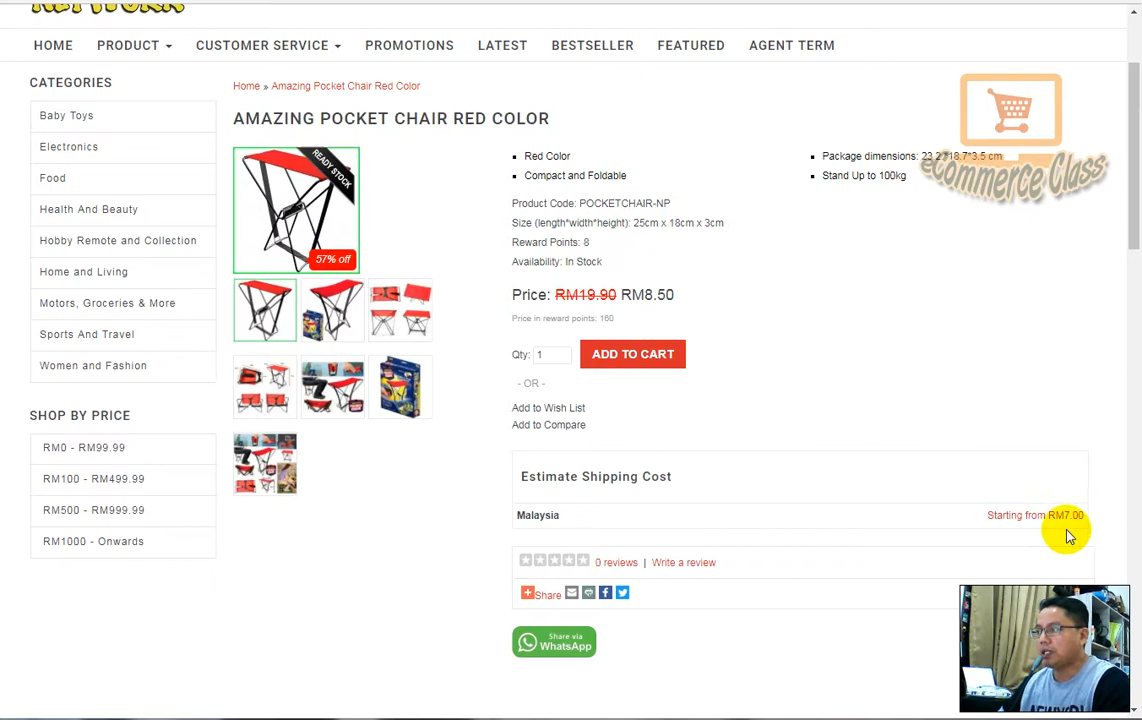 NETWORK
HOME PRODUCT CUSTOMER SERVICE PROMOTIONS LATEST BESTSELLER FEATURED AGENT TERM
CATEGORIES
Baby Toys
Electronics
Food
Health And Beauty
Hobby Remote and Collection
Home and Living
Motors, Groceries & More
Sports And Travel
Women and Fashion
SHOP BY PRICE
RM0 - RM99.99
RM100 - RM499.99
RM500 - RM999.99
RM1000 - Onwards
Home » Amazing Pocket Chair Red Color
AMAZING POCKET CHAIR RED COLOR
READY STOCK
57% off
Red Color
Compact and Foldable
Package dimensions: 23.2*18.7*3.5 cm
Stand Up to 100kg
eCommerce Class
Product Code: POCKETCHAIR-NP
Size (length*width*height): 25cm x 18cm x 3cm
Reward Points: 8
Availability: In Stock
Price: RM19.90 RM8.50
Price in reward points: 160
Qty: 1 ADD TO CART
- OR -
Add to Wish List
Add to Compare
Estimate Shipping Cost
Malaysia Starting from RM7.00
0 reviews | Write a review
Share
Share via
WhatsApp